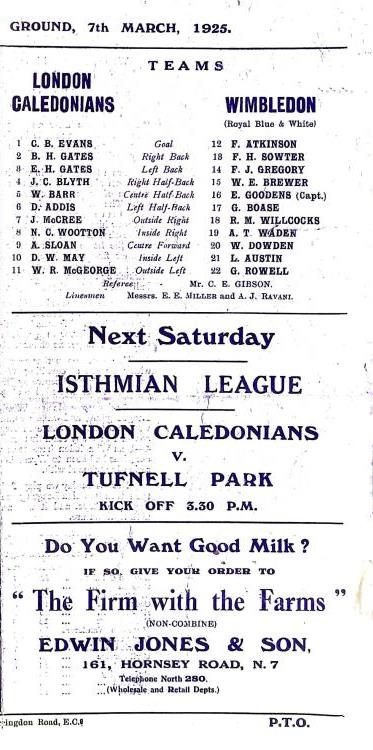 GROUND, 7th MARCH, 1925.
TEAMS
LONDON CALEDONIANS
WIMBLEDON
(Royal Blue & White)
1 C. B. EVANS Goal 12 F. ATKINSON
2 B. H. GATES Right Back 13 F. H. SOWTER
3 E. H. GATES Left Back 14 F. J. GREGORY
4 J. C. BLYTH Right Half-Back 15 W. E. BREWER
5 W. BARR Centre Half-Back 16 E. GOODENS (Capt.)
6 D. ADDIS Left Half-Back 17 G. BOASE
7 J. McCREE Outside Right 18 R. M. WILLCOCKS
8 N. C. WOOTTON Inside Right 19 A. T. WADEN
9 A. SLOAN Centre Forward 20 W. DOWDEN
10 D. W. MAY Inside Left 21 L. AUSTIN
11 W. R. McGEORGE Outside Left 22 G. ROWELL
Referee - Mr. C. E. GIBSON.
Linesmen Messrs. E. E. MILLER and A. J. RAVANI.
Next Saturday
ISTHMIAN LEAGUE
LONDON CALEDONIANS
v.
TUFNELL PARK
KICK OFF 3.30 P.M.
Do You Want Good Milk?
IF SO, GIVE YOUR ORDER TO
"The Firm with the Farms"
(NON-COMBINE)
EDWIN JONES & SON,
161, HORNSEY ROAD, N. 7
Telephone North 280.
(Wholesale and Retail Depts.)
ringdon Road, E.C.1
P.T.O.